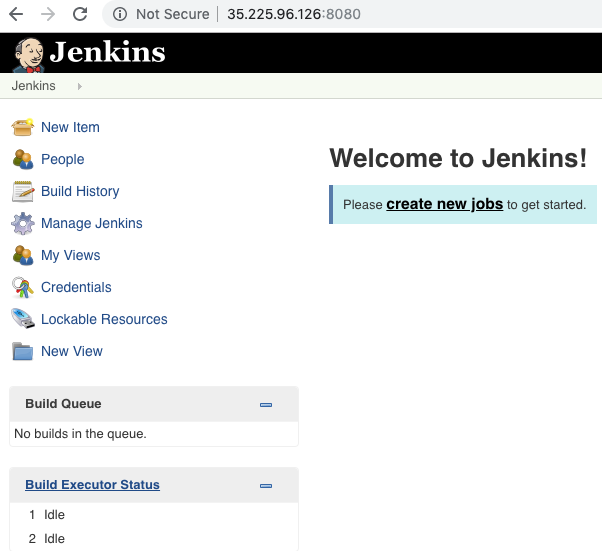 Not Secure | 35.225.96.126:8080
Jenkins
Jenkins
New Item
People
Build History
Manage Jenkins
My Views
Credentials
Lockable Resources
New View
Welcome to Jenkins!
Please create new jobs to get started.
Build Queue
No builds in the queue.
Build Executor Status
1 Idle
2 Idle